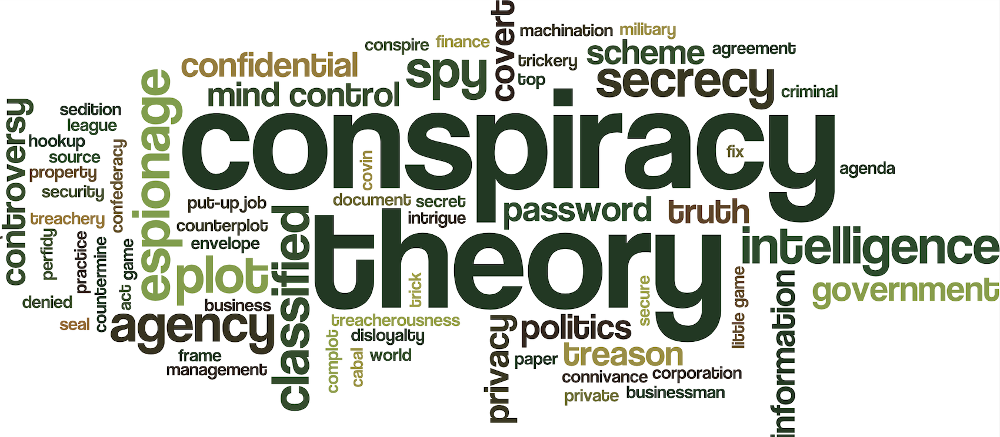 covert
machination
military
conspire
finance
scheme
agreement
confidential
spy
trickery
top
secrecy
criminal
mind control
espionage
controversy
sedition
league
hookup
source
property
security
confederacy
treachery
perfidy
practice
countermine
act
game
denied
seal
conspiracy
covin
fix
agenda
put-up job
document
secret
counterplot
intrigue
envelope
password
truth
classified
theory
trick
secure
intelligence
government
plot
business
agency
frame
management
treacherousness
disloyalty
complot
cabal
world
privacy
politics
paper
treason
connivance
corporation
private
businessman
little game
information